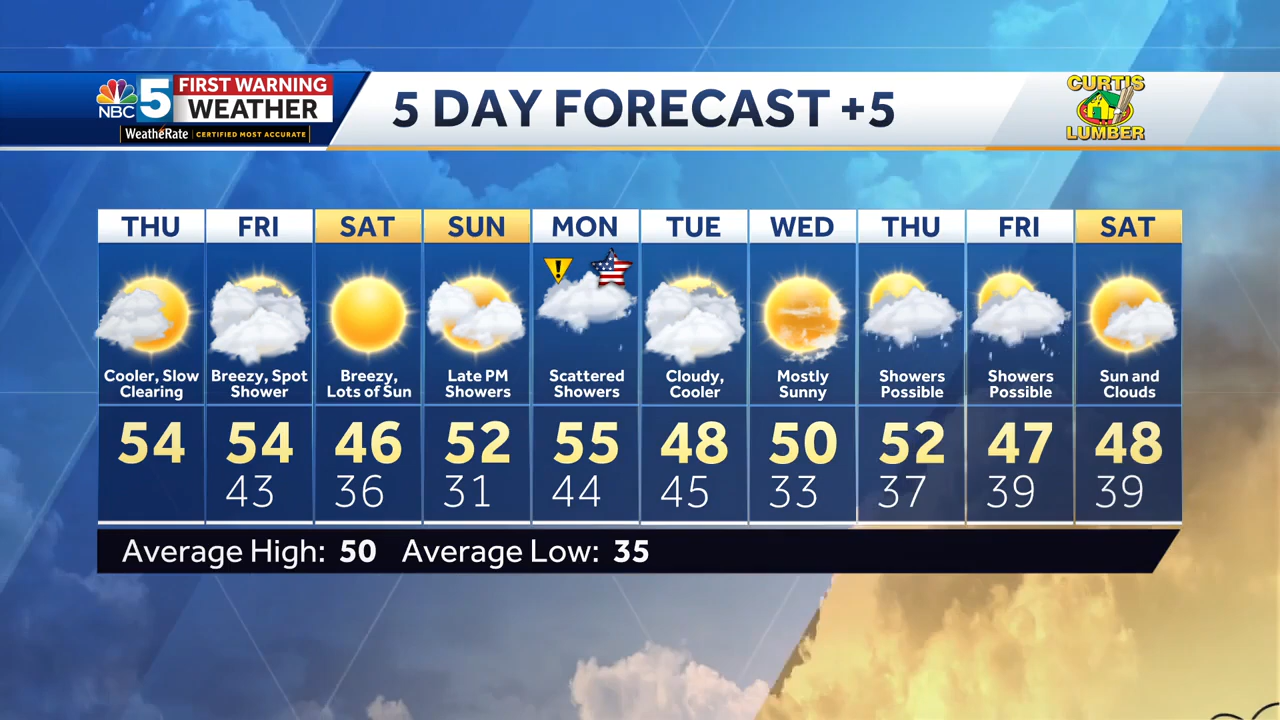 FIRST WARNING
NBC 5 WEATHER
WeatheRate CERTIFIED MOST ACCURATE
5 DAY FORECAST +5
CURTIS
LUMBER
THU FRI SAT SUN MON TUE WED THU FRI SAT
!
Cooler, Slow Breezy, Spot Breezy, Late PM Scattered Cloudy, Mostly Showers Showers Sun and
Clearing Shower Lots of Sun Showers Showers Cooler Sunny Possible Possible Clouds
54 54 46 52 55 48 50 52 47 48
43 36 31 44 45 33 37 39 39
Average High: 50 Average Low: 35